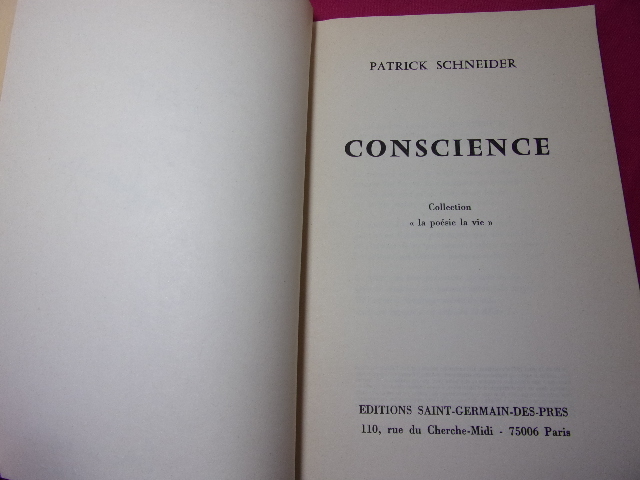 PATRICK SCHNEIDER
CONSCIENCE
Collection
« la poésie la vie »
EDITIONS SAINT-GERMAIN-DES-PRES
110, rue du Cherche-Midi - 75006 Paris